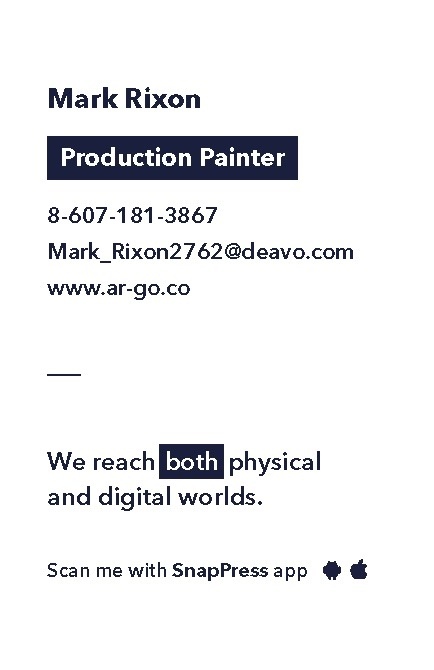 Mark Rixon
Production Painter
8-607-181-3867
Mark_Rixon2762@deavo.com
www.ar-go.co
We reach both physical
and digital worlds.
Scan me with SnapPress app